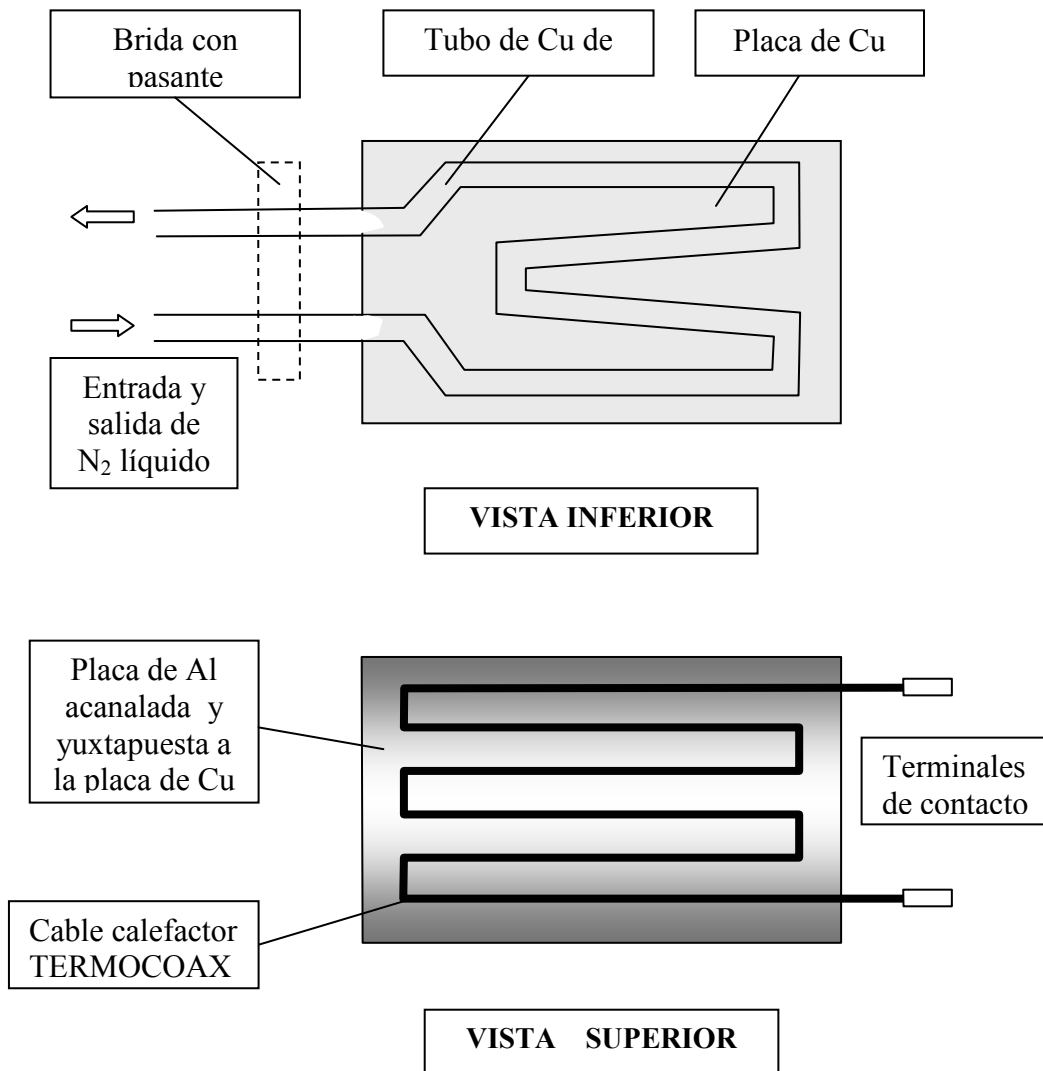 Brida con
pasante
Tubo de Cu de
Placa de Cu
Entrada y
salida de
N₂ líquido
VISTA INFERIOR
Placa de Al
acanalada y
yuxtapuesta a
la placa de Cu
Terminales
de contacto
Cable calefactor
TERMOCOAX
VISTA SUPERIOR